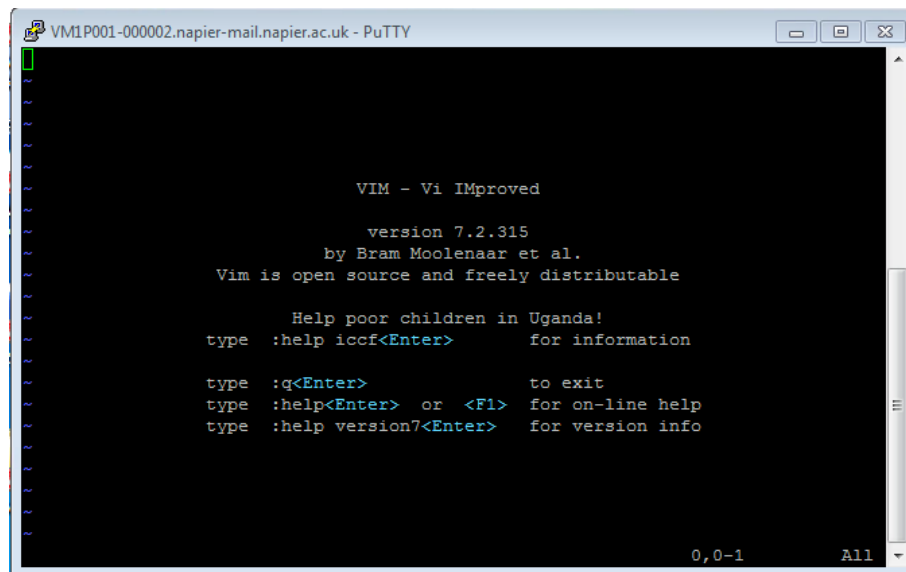 VM1P001-000002.napier-mail.napier.ac.uk - PuTTY
~
~
~
~
~
~ VIM - Vi IMproved
~
~ version 7.2.315
~ by Bram Moolenaar et al.
~ Vim is open source and freely distributable
~
~ Help poor children in Uganda!
~ type :help iccf<Enter> for information
~
~ type :q<Enter> to exit
~ type :help<Enter> or <F1> for on-line help
~ type :help version7<Enter> for version info
~
~
~
~
~
0,0-1 All